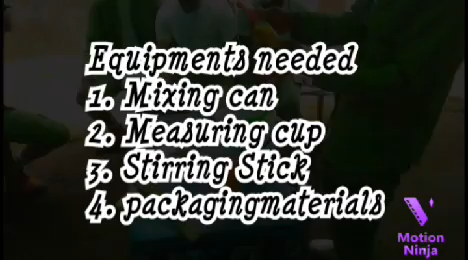 Equipments needed
1. Mixing can
2. Measuring cup
3. Stirring Stick
4. packagingmaterials
Motion
Ninja